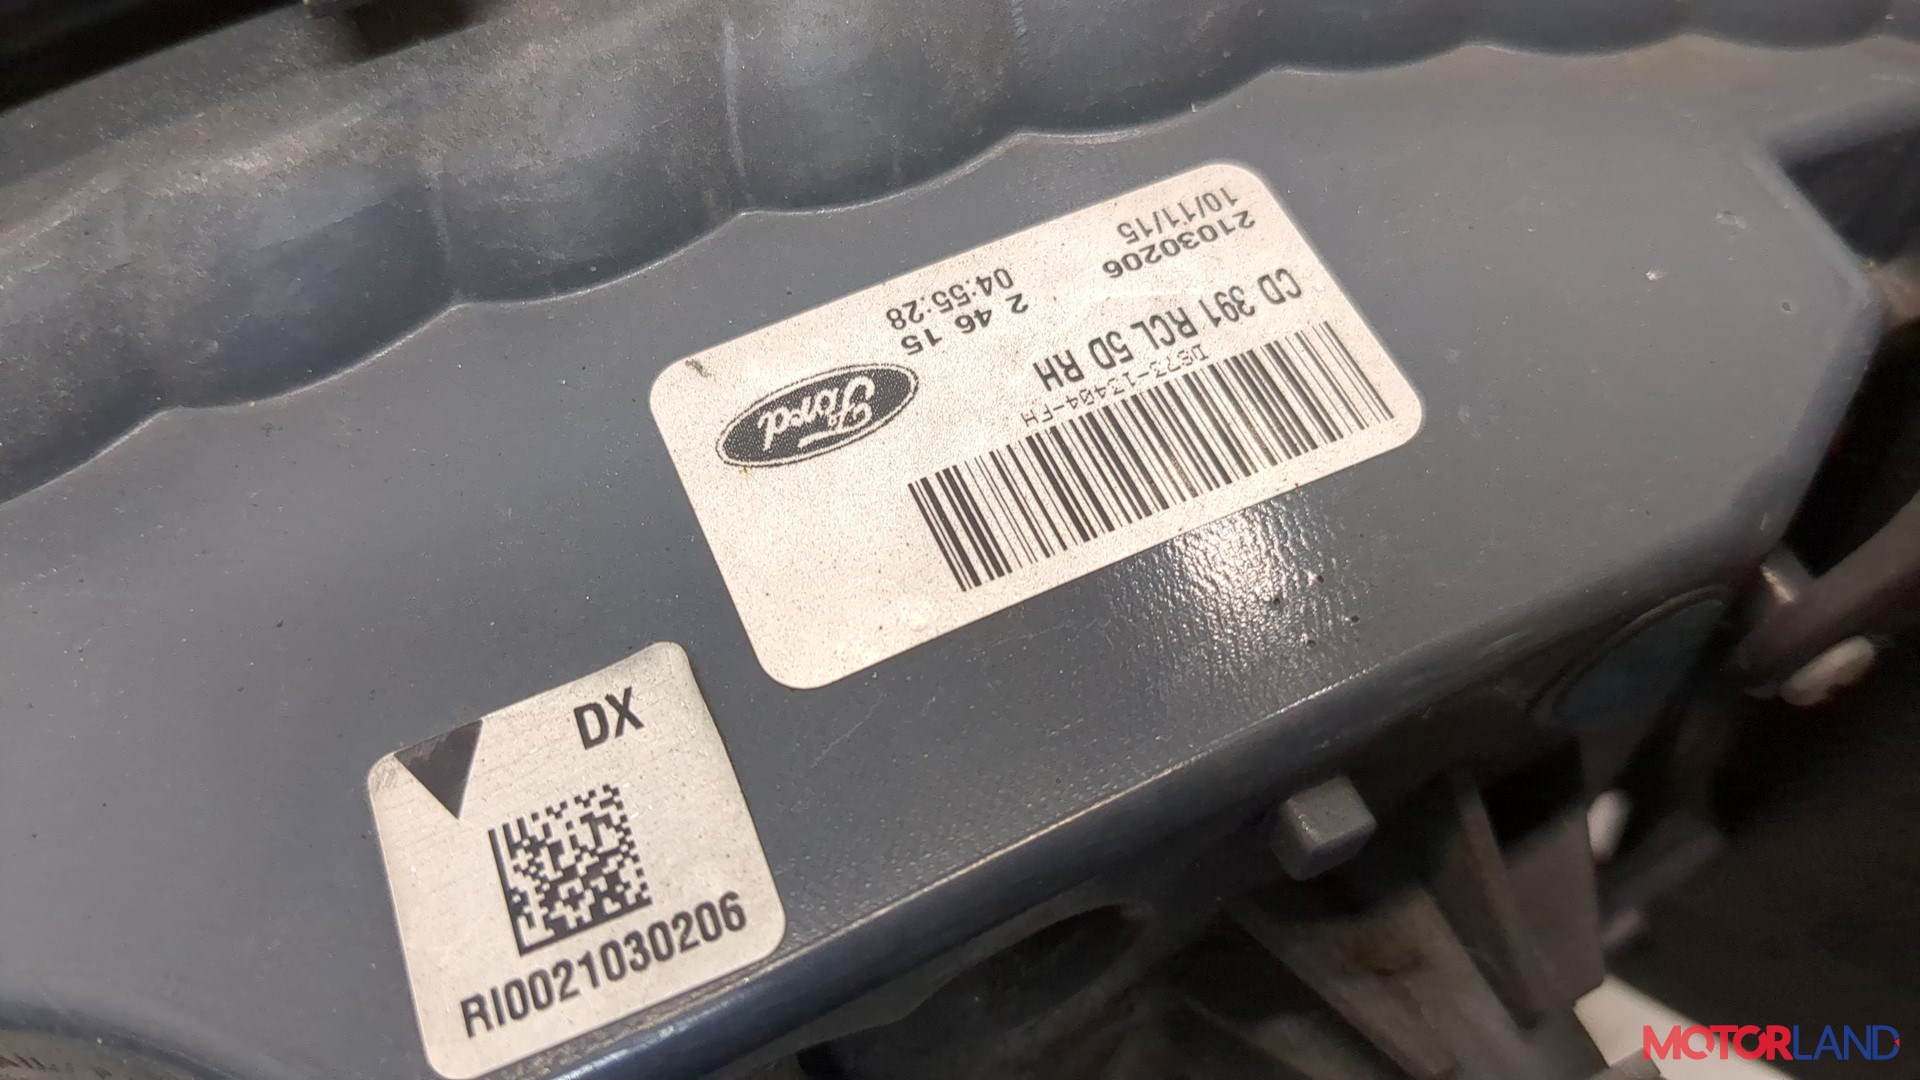 21030206
10/11/15
2 46 15
04:55:28
CD 391 RCL 5D RH
DS73-13404-FH
Ford
DX
RI0021030206
MOTORLAND